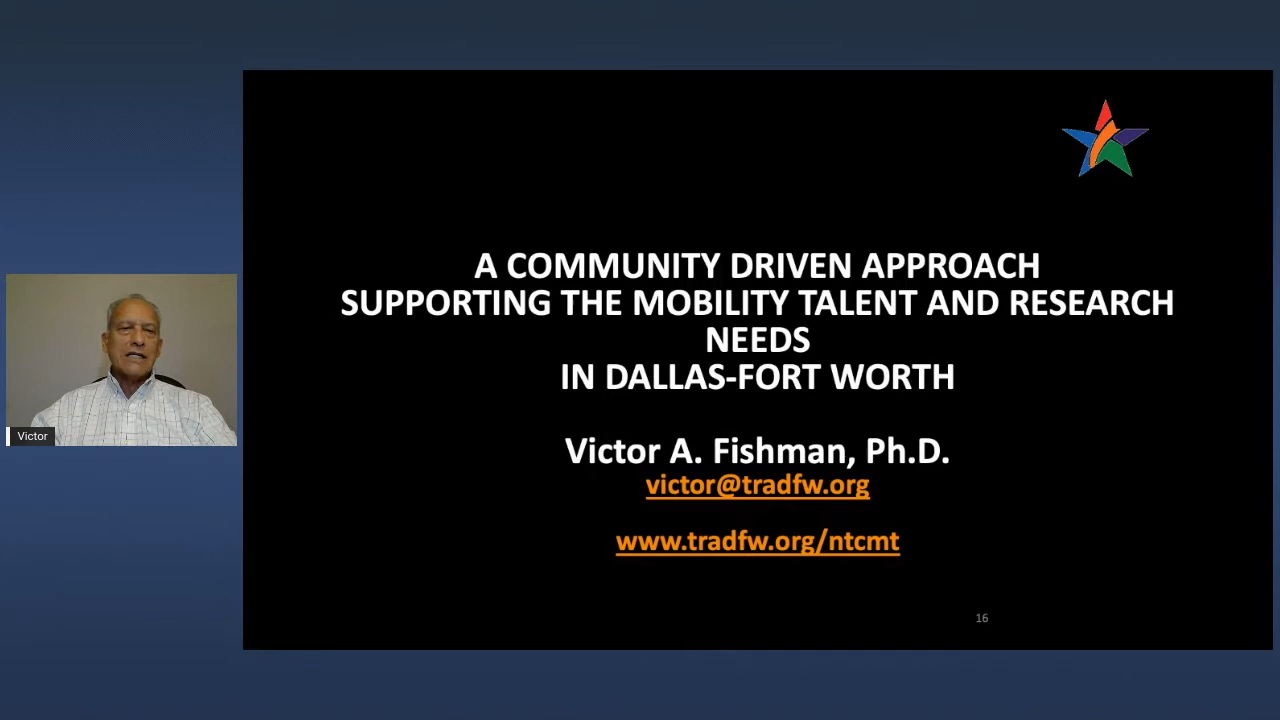 A COMMUNITY DRIVEN APPROACH
SUPPORTING THE MOBILITY TALENT AND RESEARCH
NEEDS
IN DALLAS-FORT WORTH
Victor A. Fishman, Ph.D.
victor@tradfw.org
www.tradfw.org/ntcmt
16
Victor